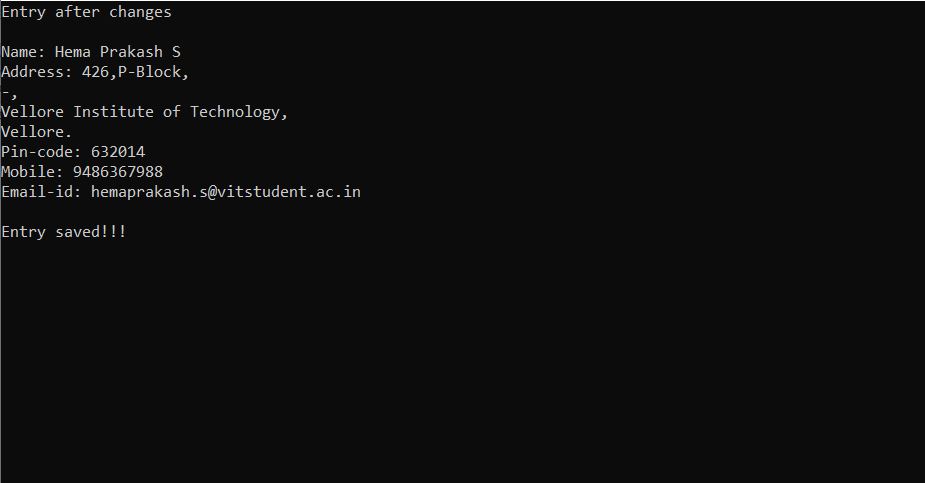 Entry after changes
Name: Hema Prakash S
Address: 426,P-Block,
-,
Vellore Institute of Technology,
Vellore.
Pin-code: 632014
Mobile: 9486367988
Email-id: hemaprakash.s@vitstudent.ac.in
Entry saved!!!